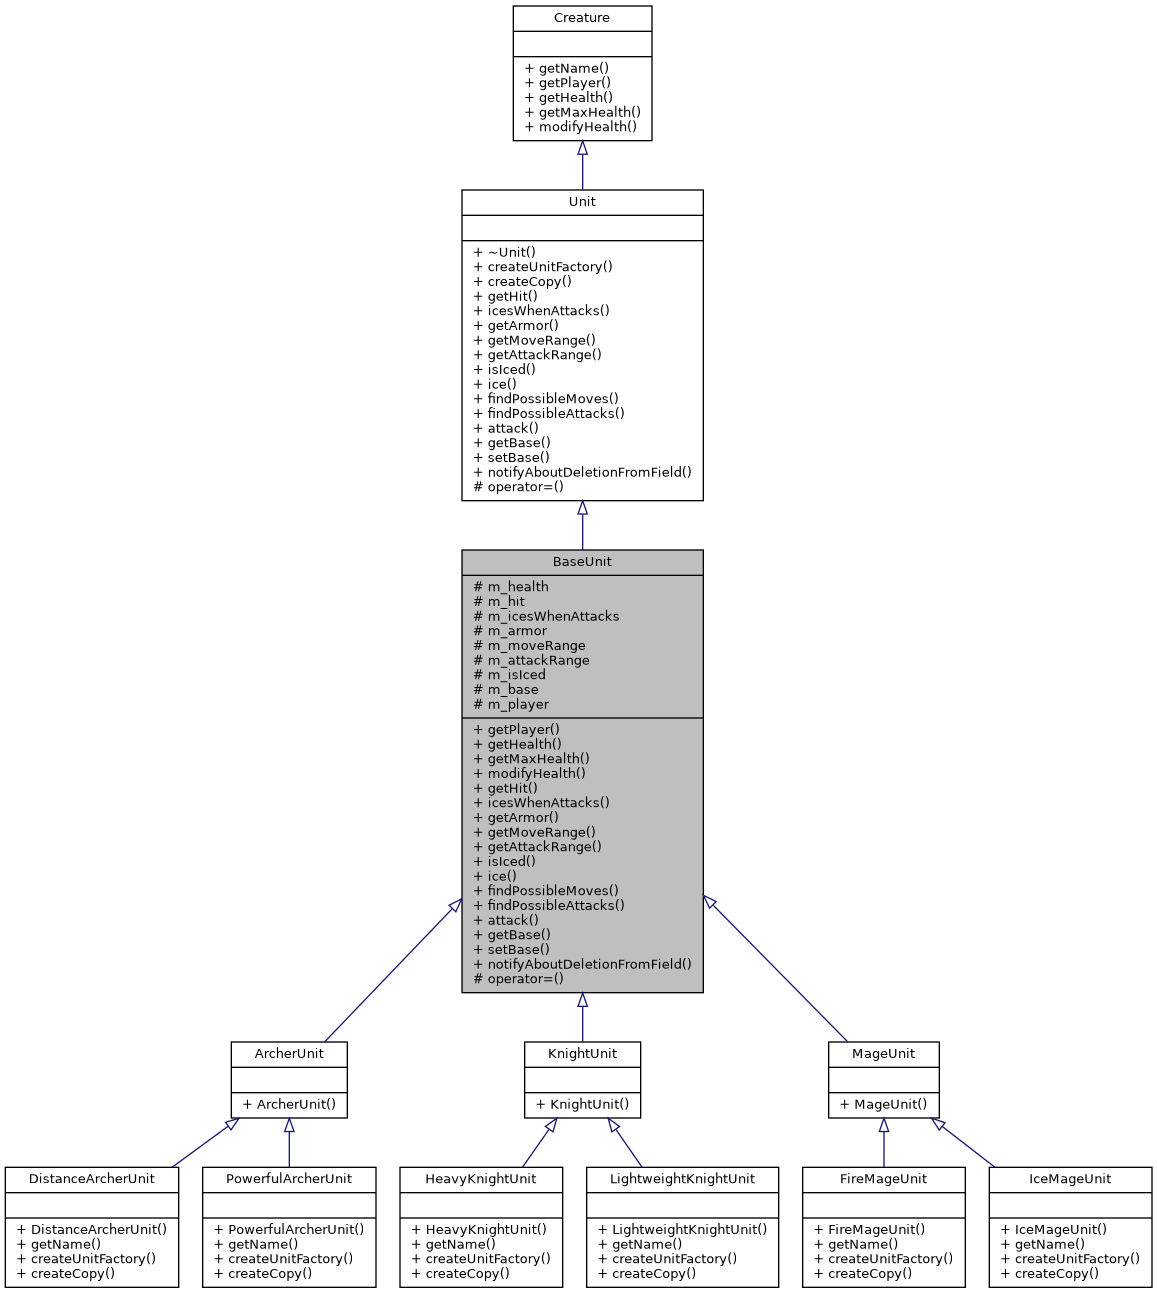 Creature
+ getName()
+ getPlayer()
+ getHealth()
+ getMaxHealth()
+ modifyHealth()
Unit
+ ~Unit()
+ createUnitFactory()
+ createCopy()
+ getHit()
+ icesWhenAttacks()
+ getArmor()
+ getMoveRange()
+ getAttackRange()
+ isIced()
+ ice()
+ findPossibleMoves()
+ findPossibleAttacks()
+ attack()
+ getBase()
+ setBase()
+ notifyAboutDeletionFromField()
# operator=()
BaseUnit
# m_health
# m_hit
# m_icesWhenAttacks
# m_armor
# m_moveRange
# m_attackRange
# m_isIced
# m_base
# m_player
+ getPlayer()
+ getHealth()
+ getMaxHealth()
+ modifyHealth()
+ getHit()
+ icesWhenAttacks()
+ getArmor()
+ getMoveRange()
+ getAttackRange()
+ isIced()
+ ice()
+ findPossibleMoves()
+ findPossibleAttacks()
+ attack()
+ getBase()
+ setBase()
+ notifyAboutDeletionFromField()
# operator=()
ArcherUnit
+ ArcherUnit()
KnightUnit
+ KnightUnit()
MageUnit
+ MageUnit()
DistanceArcherUnit
+ DistanceArcherUnit()
+ getName()
+ createUnitFactory()
+ createCopy()
PowerfulArcherUnit
+ PowerfulArcherUnit()
+ getName()
+ createUnitFactory()
+ createCopy()
HeavyKnightUnit
+ HeavyKnightUnit()
+ getName()
+ createUnitFactory()
+ createCopy()
LightweightKnightUnit
+ LightweightKnightUnit()
+ getName()
+ createUnitFactory()
+ createCopy()
FireMageUnit
+ FireMageUnit()
+ getName()
+ createUnitFactory()
+ createCopy()
IceMageUnit
+ IceMageUnit()
+ getName()
+ createUnitFactory()
+ createCopy()